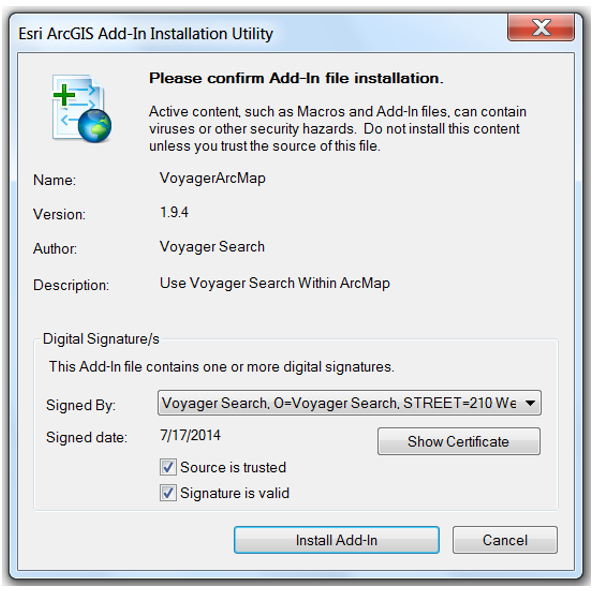 Esri ArcGIS Add-In Installation Utility
Please confirm Add-In file installation.
Active content, such as Macros and Add-In files, can contain
viruses or other security hazards. Do not install this content
unless you trust the source of this file.
Name: VoyagerArcMap
Version: 1.9.4
Author: Voyager Search
Description: Use Voyager Search Within ArcMap
Digital Signature/s
This Add-In file contains one or more digital signatures.
Signed By: Voyager Search, O=Voyager Search, STREET=210 We
Signed date: 7/17/2014
Show Certificate
Source is trusted
Signature is valid
Install Add-In Cancel